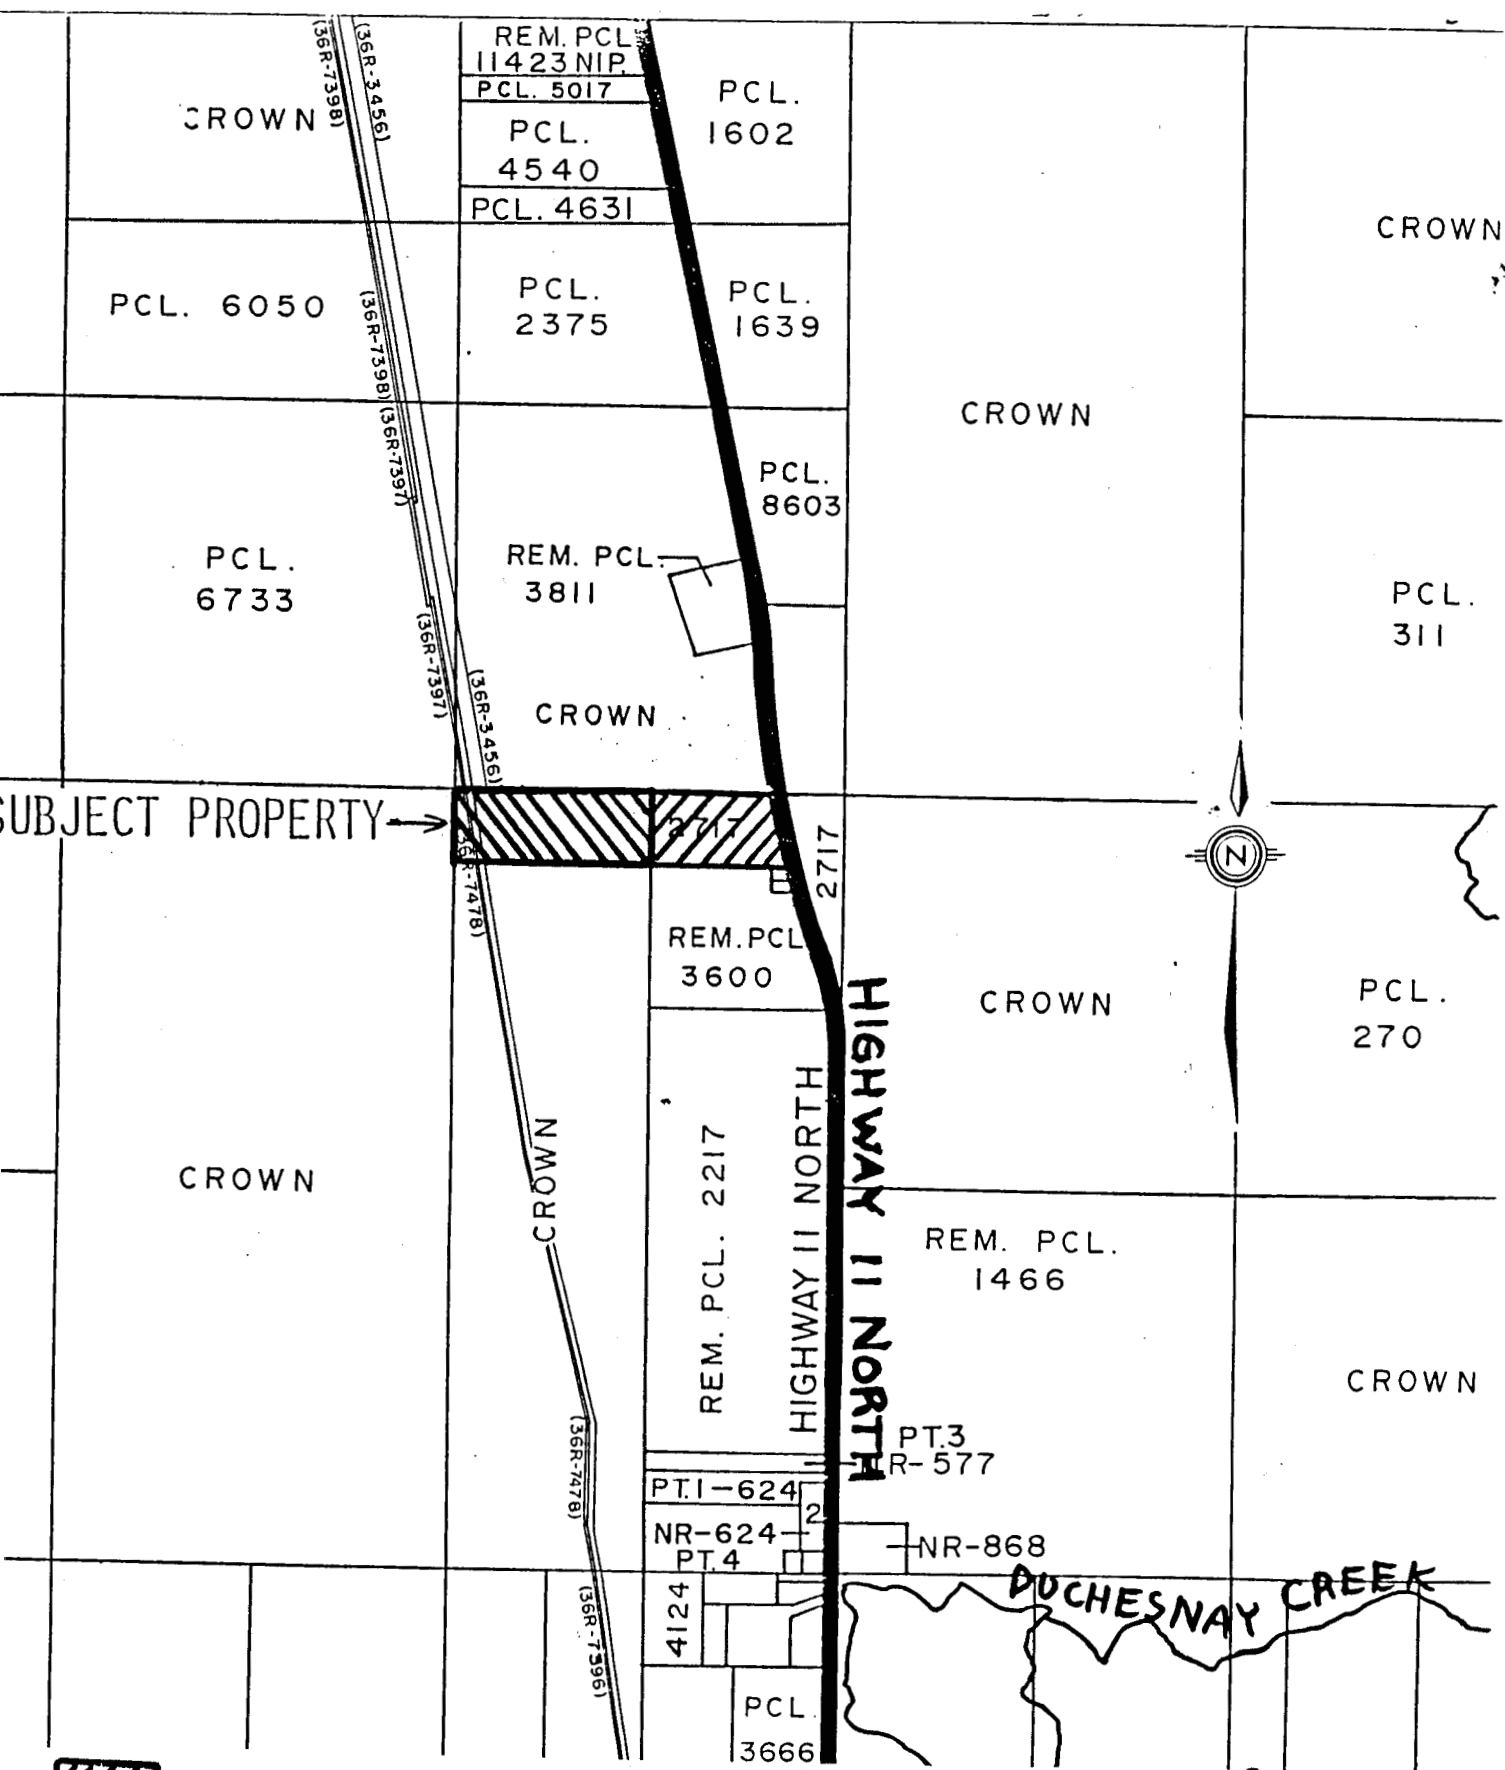 REM. PCL
11423 NIP.
PCL. 5017
PCL.
4540
PCL. 4631
PCL.
1602
(36R-7398)
(36R-3456)
CROWN
CROWN
PCL. 6050
(36R-7398)
PCL.
2375
PCL.
1639
(36R-7397)
CROWN
PCL.
8603
PCL.
6733
REM. PCL.
3811
PCL.
311
(36R-7397)
(36R-3456)
CROWN
SUBJECT PROPERTY
2717
2717
(36R-7478)
N
REM. PCL
3600
CROWN
PCL.
270
HIGHWAY 11 NORTH
HIGHWAY 11 NORTH
CROWN
CROWN
REM. PCL. 2217
REM. PCL.
1466
CROWN
(36R-7478)
PT.3
R-577
PT.1-624
2
NR-624
PT.4
NR-868
DUCHESNAY CREEK
4124
(36R-7396)
PCL.
3666